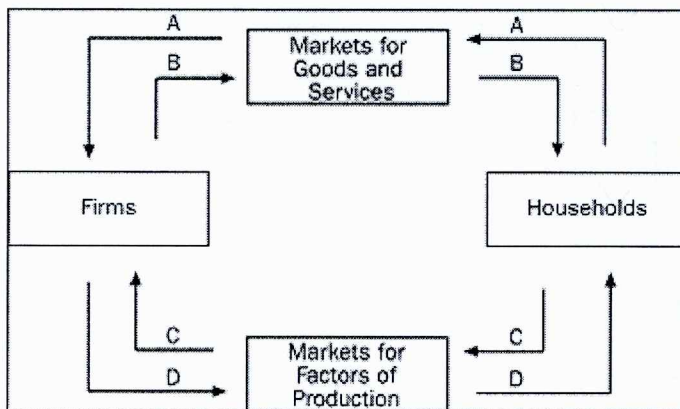 A
Markets for
Goods and
Services
A
B
B
Firms
Households
C
Markets for
Factors of
Production
C
D
D